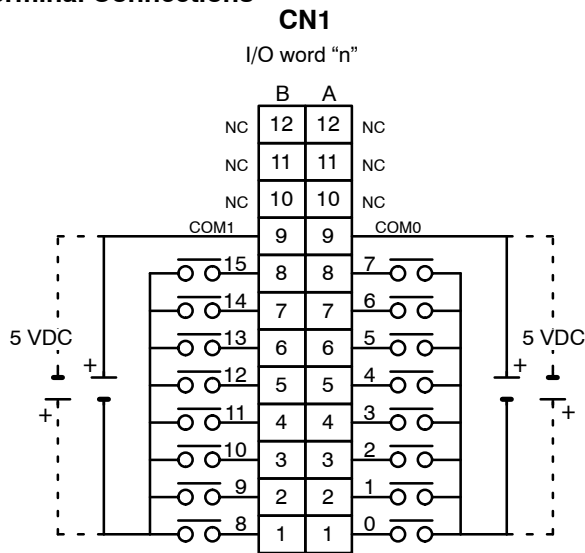 erminal Connections
CN1
I/O word “n”
B A
NC 12 12 NC
NC 11 11 NC
NC 10 10 NC
COM1 9 9 COM0
15 8 8 7
14 7 7 6
5 VDC 13 6 6 5 5 VDC
+ 12 5 5 4 +
+ 11 4 4 3 +
10 3 3 2
9 2 2 1
8 1 1 0